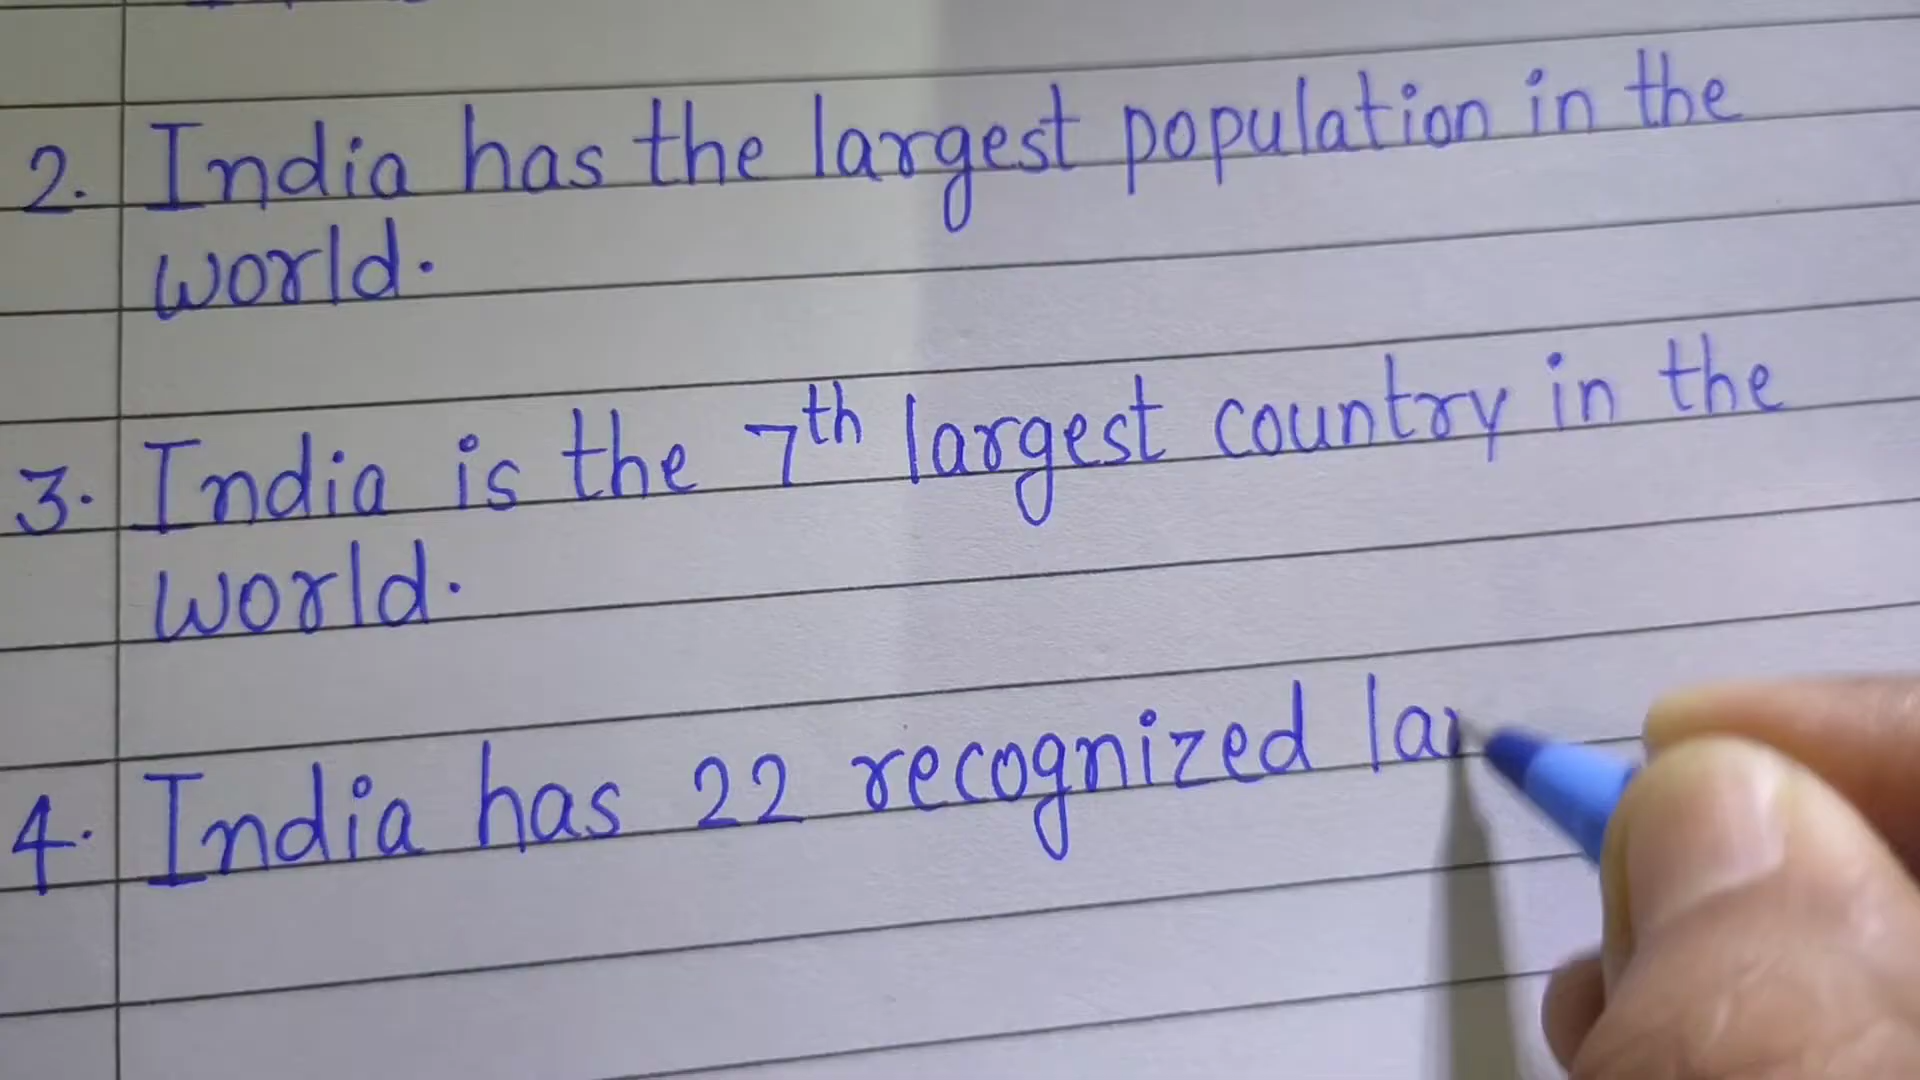 2. India has the largest population in the
world.
3. India is the 7th largest country in the
world.
4. India has 22 recognized